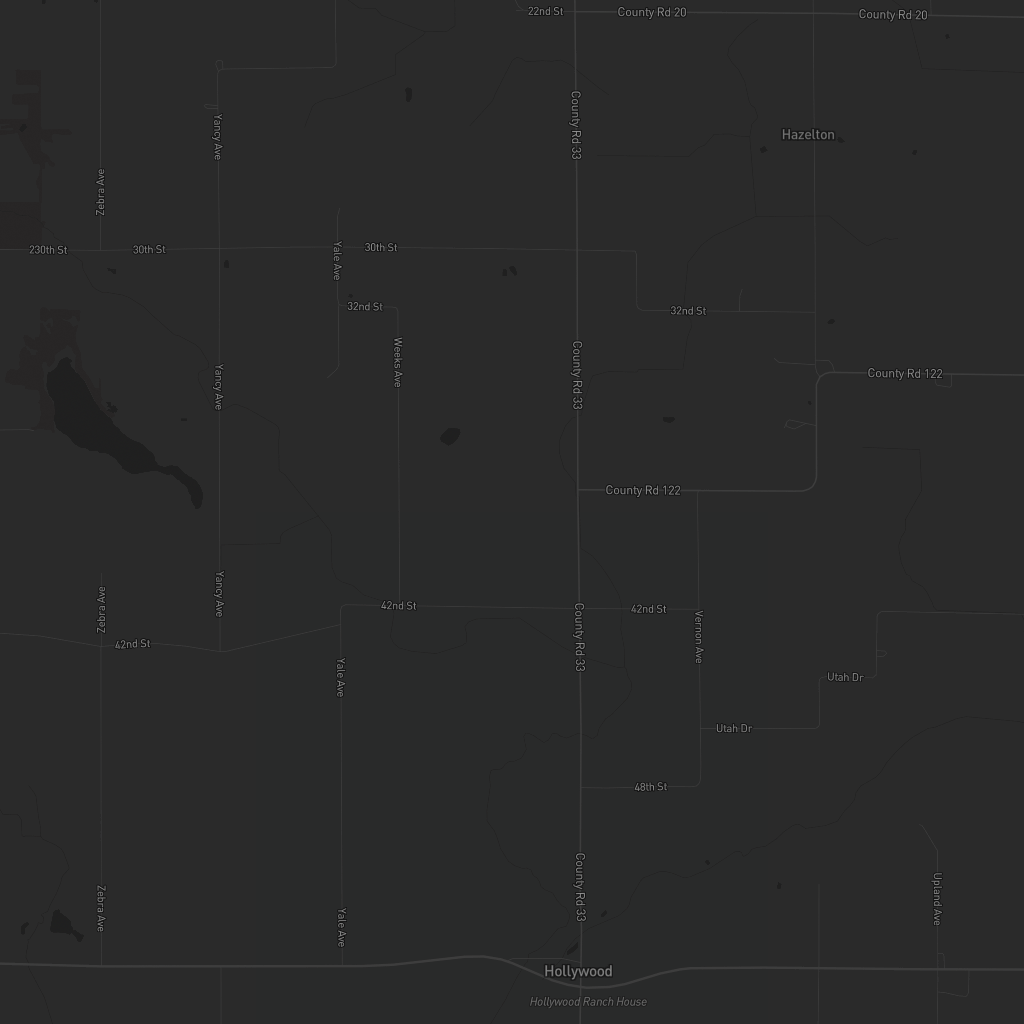 22nd St
County Rd 20
County Rd 20
County Rd 33
Yancy Ave
Hazelton
Zebra Ave
230th St
30th St
30th St
Yale Ave
32nd St
32nd St
Weeks Ave
Yancy Ave
County Rd 33
County Rd 122
County Rd 122
Yancy Ave
Zebra Ave
42nd St
42nd St
County Rd 33
Vernon Ave
42nd St
Yale Ave
Utah Dr
Utah Dr
48th St
County Rd 33
Zebra Ave
Yale Ave
Upland Ave
Hollywood
Hollywood Ranch House